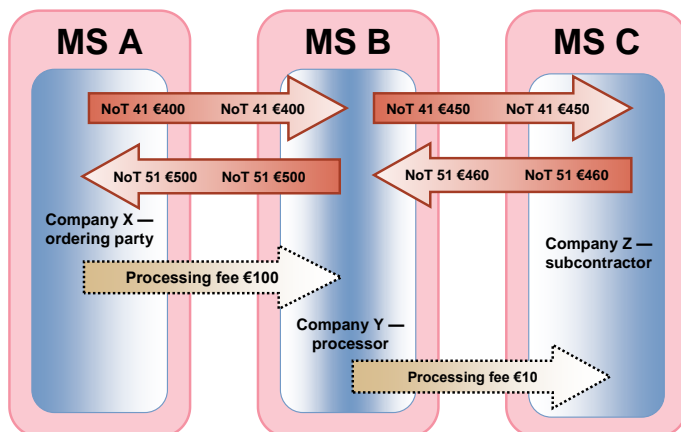 MS A MS B MS C
NoT 41 €400 NoT 41 €400 NoT 41 €450 NoT 41 €450
NoT 51 €500 NoT 51 €500 NoT 51 €460 NoT 51 €460
Company X —
ordering party
Company Z —
subcontractor
Processing fee €100
Company Y —
processor
Processing fee €10